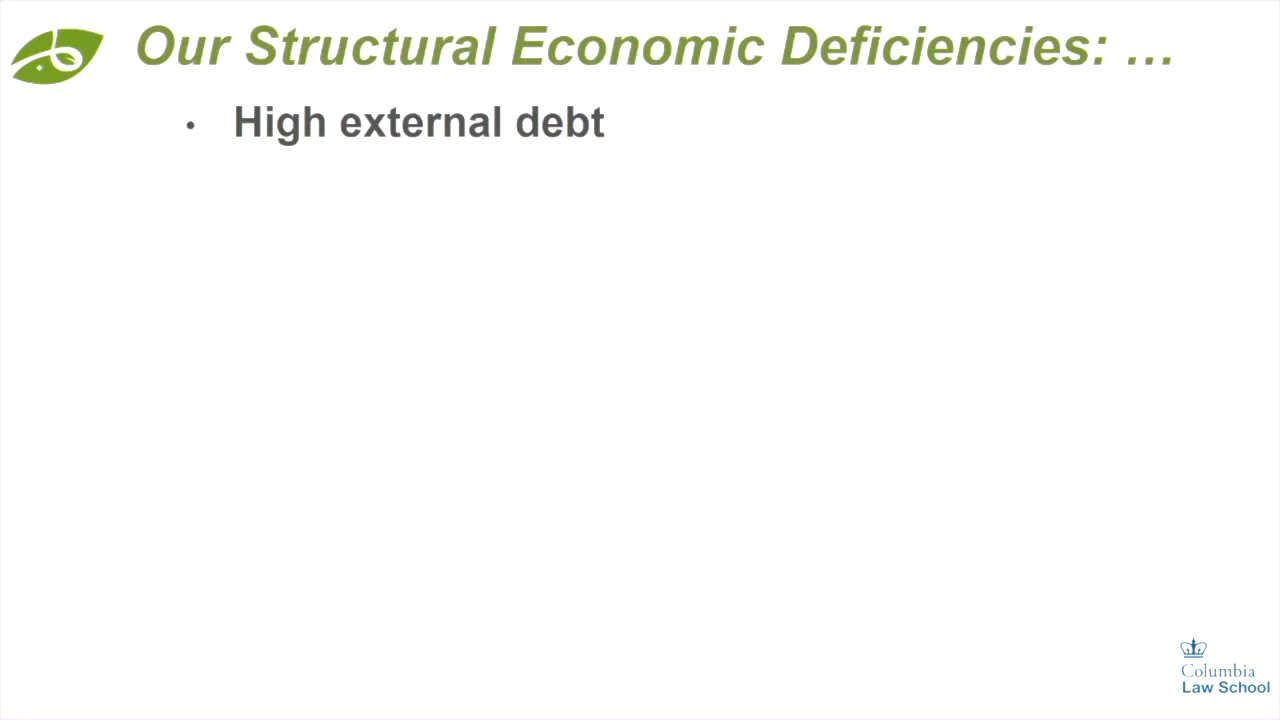 Our Structural Economic Deficiencies: ...
• High external debt
Columbia
Law School